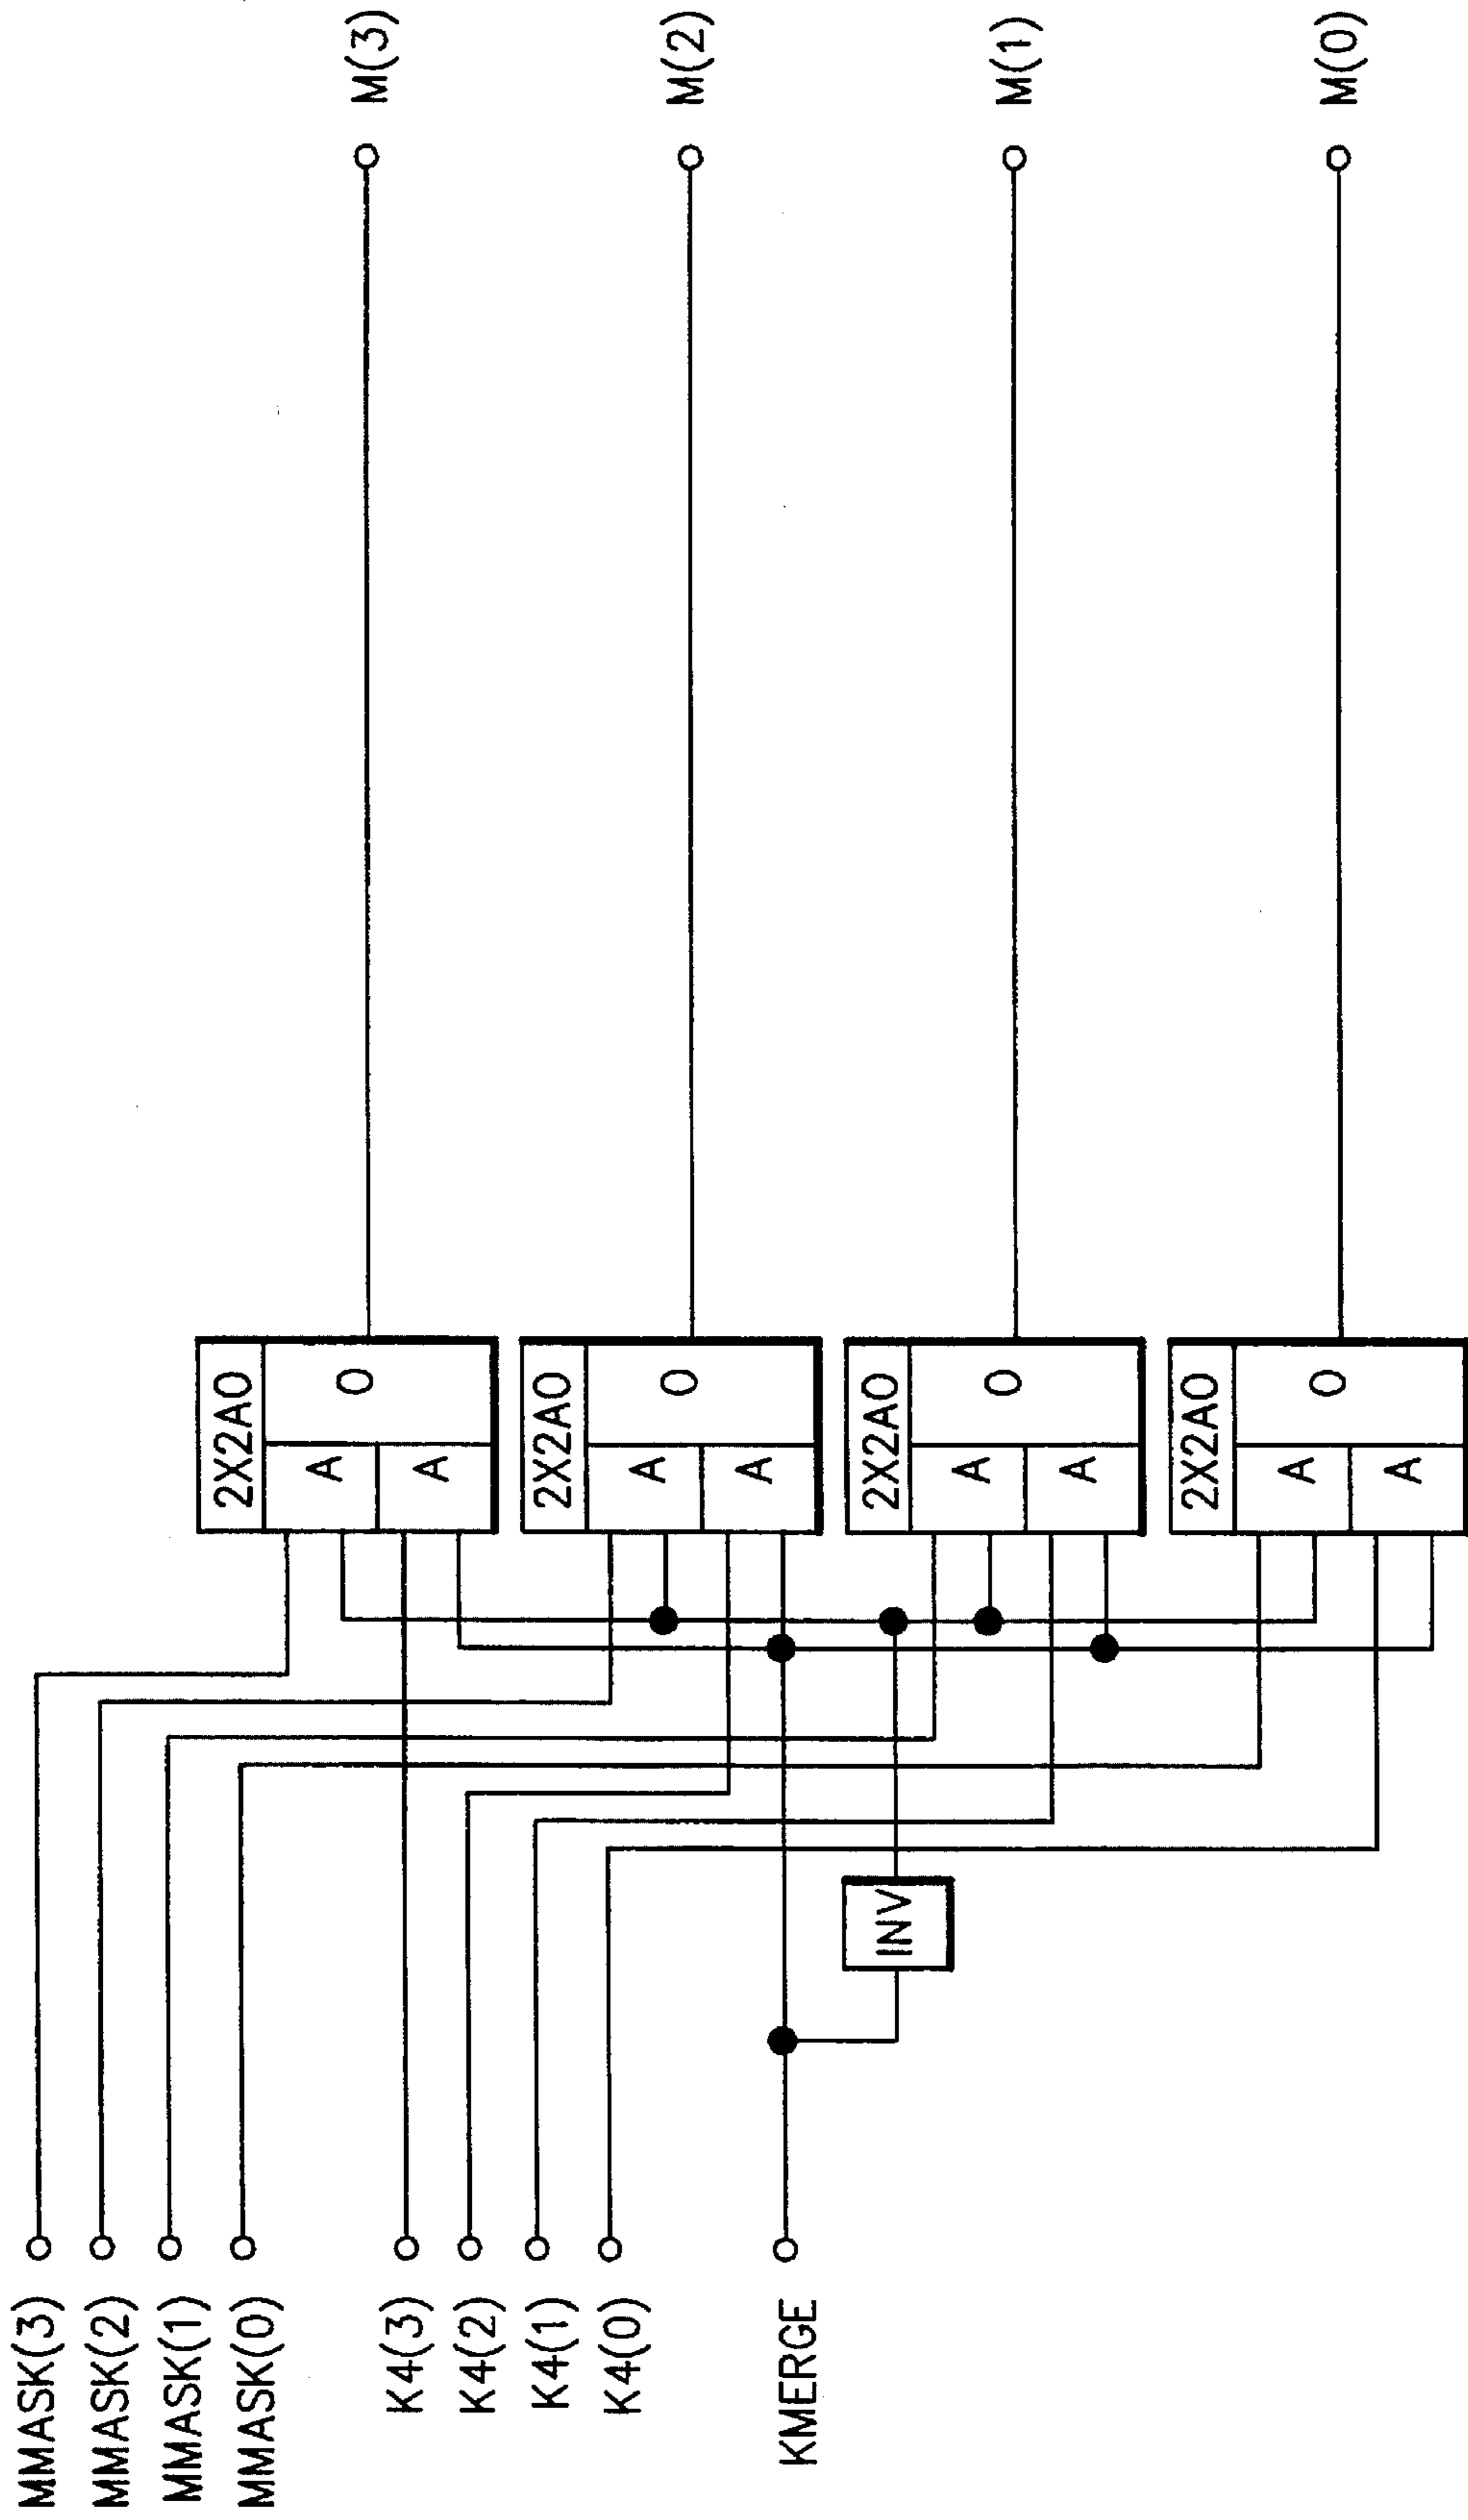 MMASK(3)
MMASK(2)
MMASK(1)
MMASK(0)
K4(3)
K4(2)
K4(1)
K4(0)
KMERGE
INV
2X2AO
A
A
O
2X2AO
A
A
O
2X2AO
A
A
O
2X2AO
A
A
O
M(3)
M(2)
M(1)
M(0)